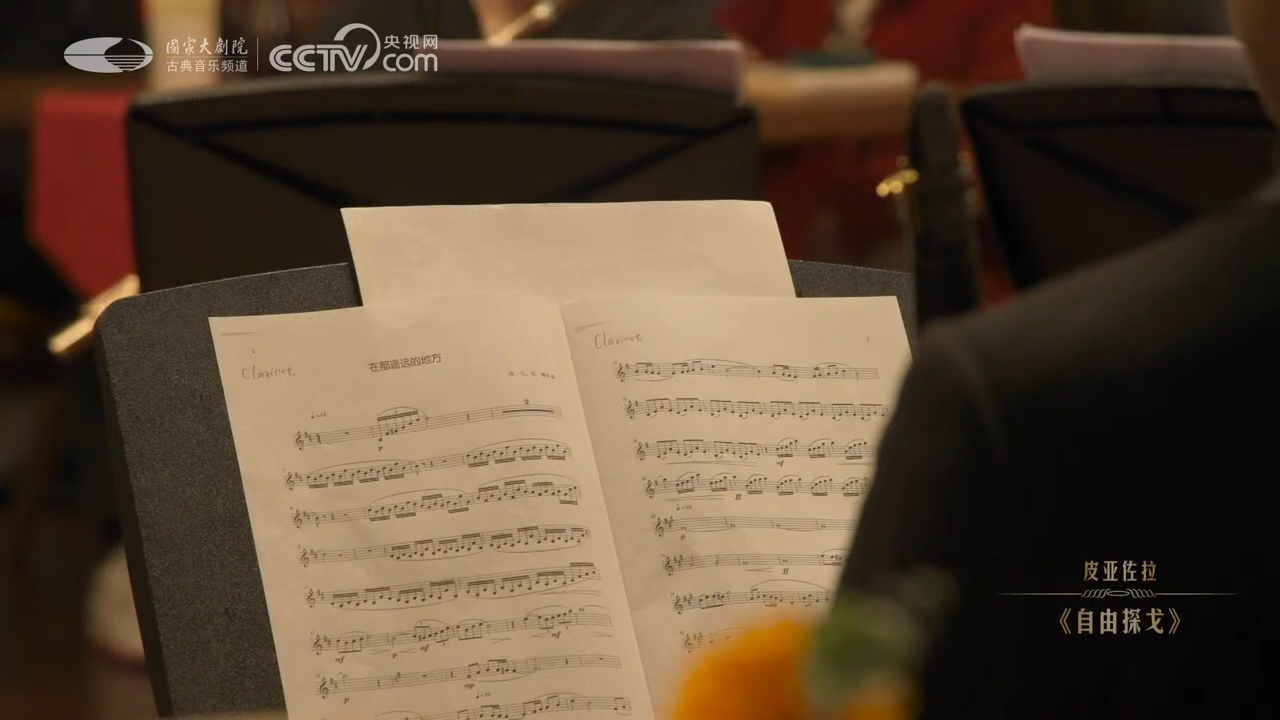 国家大剧院
古典音乐频道
CCTV 央视网
com
Clarinet
在那遥远的地方
Clarinet
皮亚佐拉
《自由探戈》